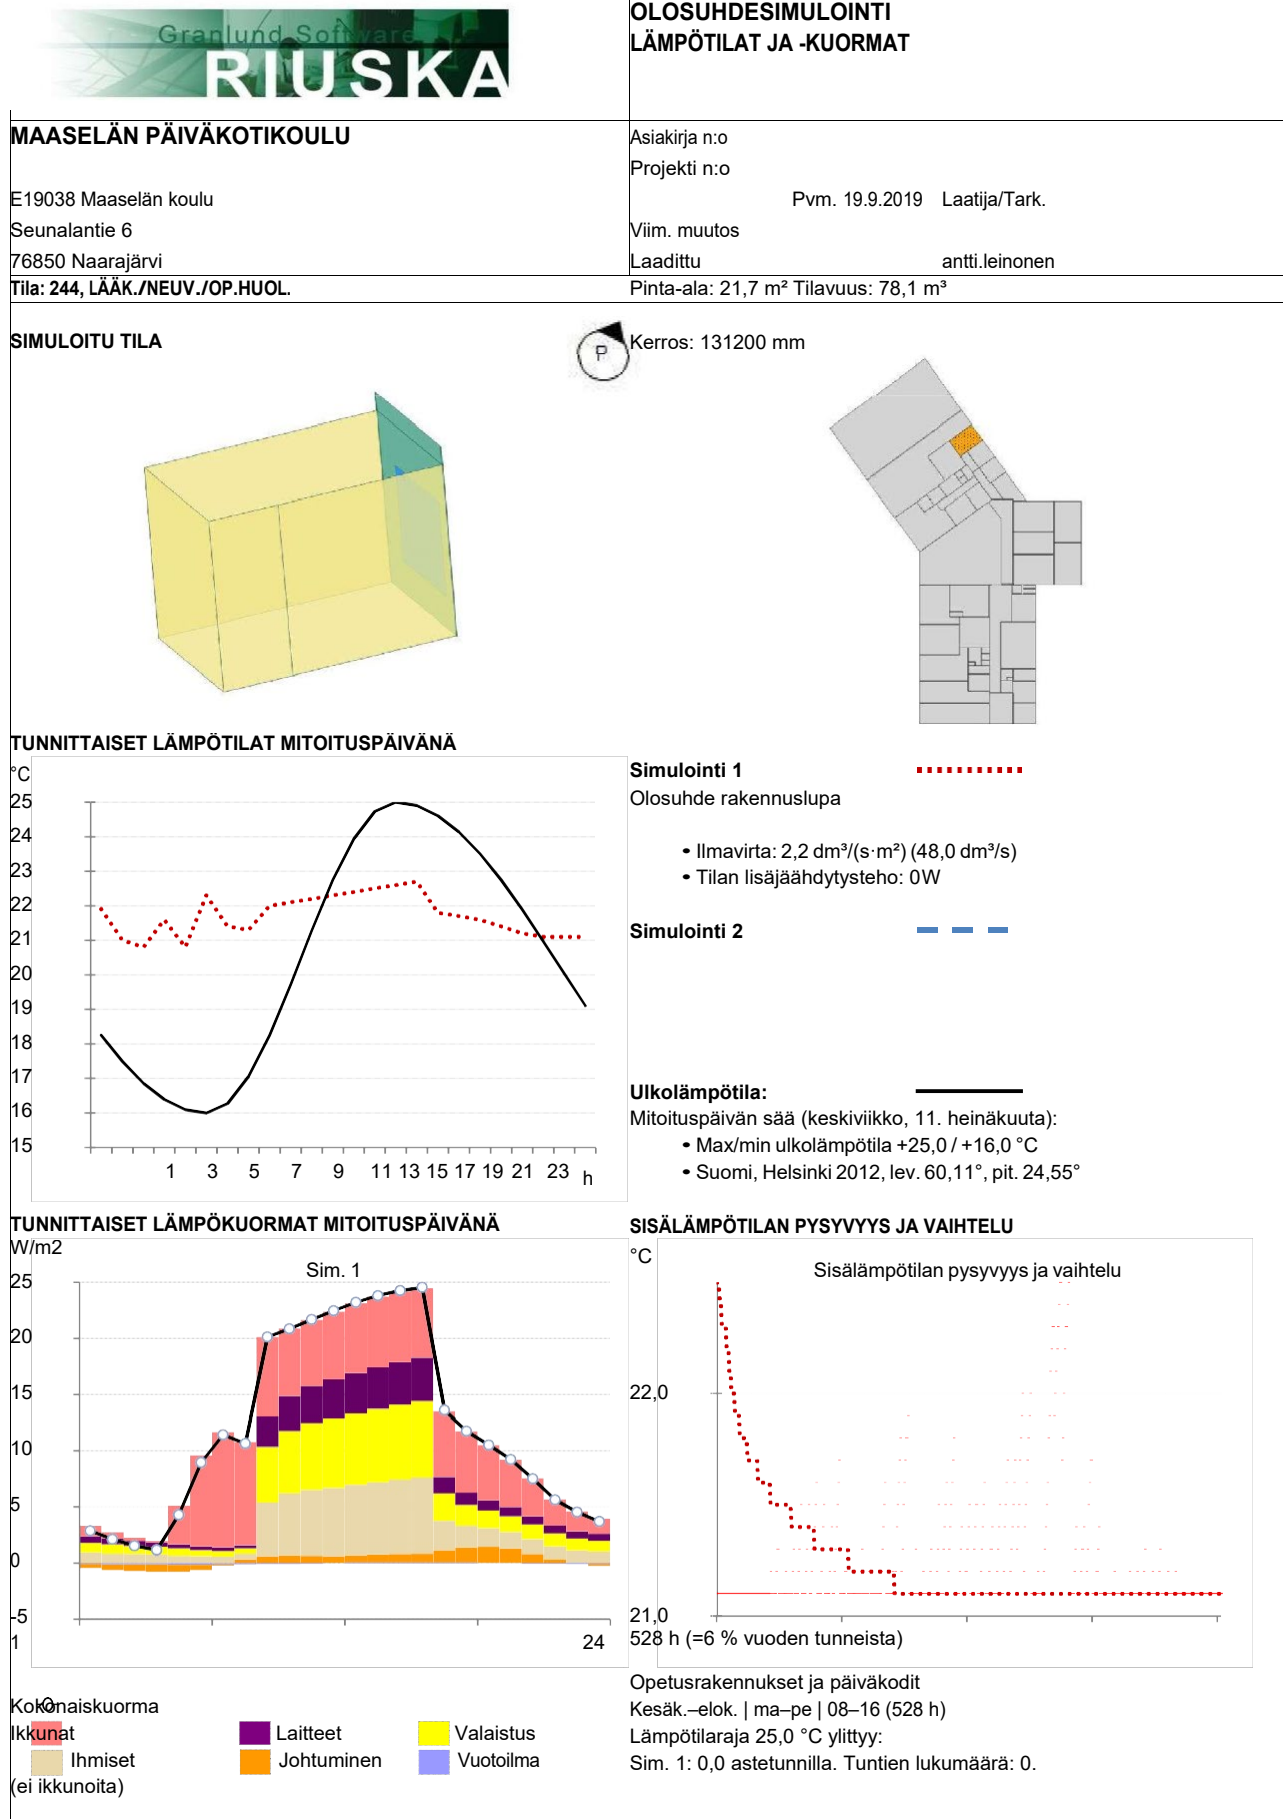 Granlund Software
RIUSKA
OLOSUHDESIMULOINTI
LÄMPÖTILAT JA -KUORMAT
MAASELÄN PÄIVÄKOTIKOULU
Asiakirja n:o
Projekti n:o
E19038 Maaselän koulu
Pvm. 19.9.2019 Laatija/Tark.
Seunalantie 6
Viim. muutos
76850 Naarajärvi
Laadittu antti.leinonen
Tila: 244, LÄÄK./NEUV./OP.HUOL.
Pinta-ala: 21,7 m² Tilavuus: 78,1 m³
SIMULOITU TILA
P
Kerros: 131200 mm
TUNNITTAISET LÄMPÖTILAT MITOITUSPÄIVÄNÄ
°C
25
24
23
22
21
20
19
18
17
16
15
1 3 5 7 9 11 13 15 17 19 21 23 h
Simulointi 1
Olosuhde rakennuslupa
• Ilmavirta: 2,2 dm³/(s·m²) (48,0 dm³/s)
• Tilan lisäjäähdytysteho: 0W
Simulointi 2
Ulkolämpötila:
Mitoituspäivän sää (keskiviikko, 11. heinäkuuta):
• Max/min ulkolämpötila +25,0 / +16,0 °C
• Suomi, Helsinki 2012, lev. 60,11°, pit. 24,55°
TUNNITTAISET LÄMPÖKUORMAT MITOITUSPÄIVÄNÄ
W/m2
Sim. 1
25
20
15
10
5
0
-5
1 24
Kokonaiskuorma
Ikkunat
Laitteet
Valaistus
Ihmiset
Johtuminen
Vuotoilma
(ei ikkunoita)
SISÄLÄMPÖTILAN PYSYVYYS JA VAIHTELU
°C
Sisälämpötilan pysyvyys ja vaihtelu
22,0
21,0
528 h (=6 % vuoden tunneista)
Opetusrakennukset ja päiväkodit
Kesäk.–elok. | ma–pe | 08–16 (528 h)
Lämpötilaraja 25,0 °C ylittyy:
Sim. 1: 0,0 astetunnilla. Tuntien lukumäärä: 0.